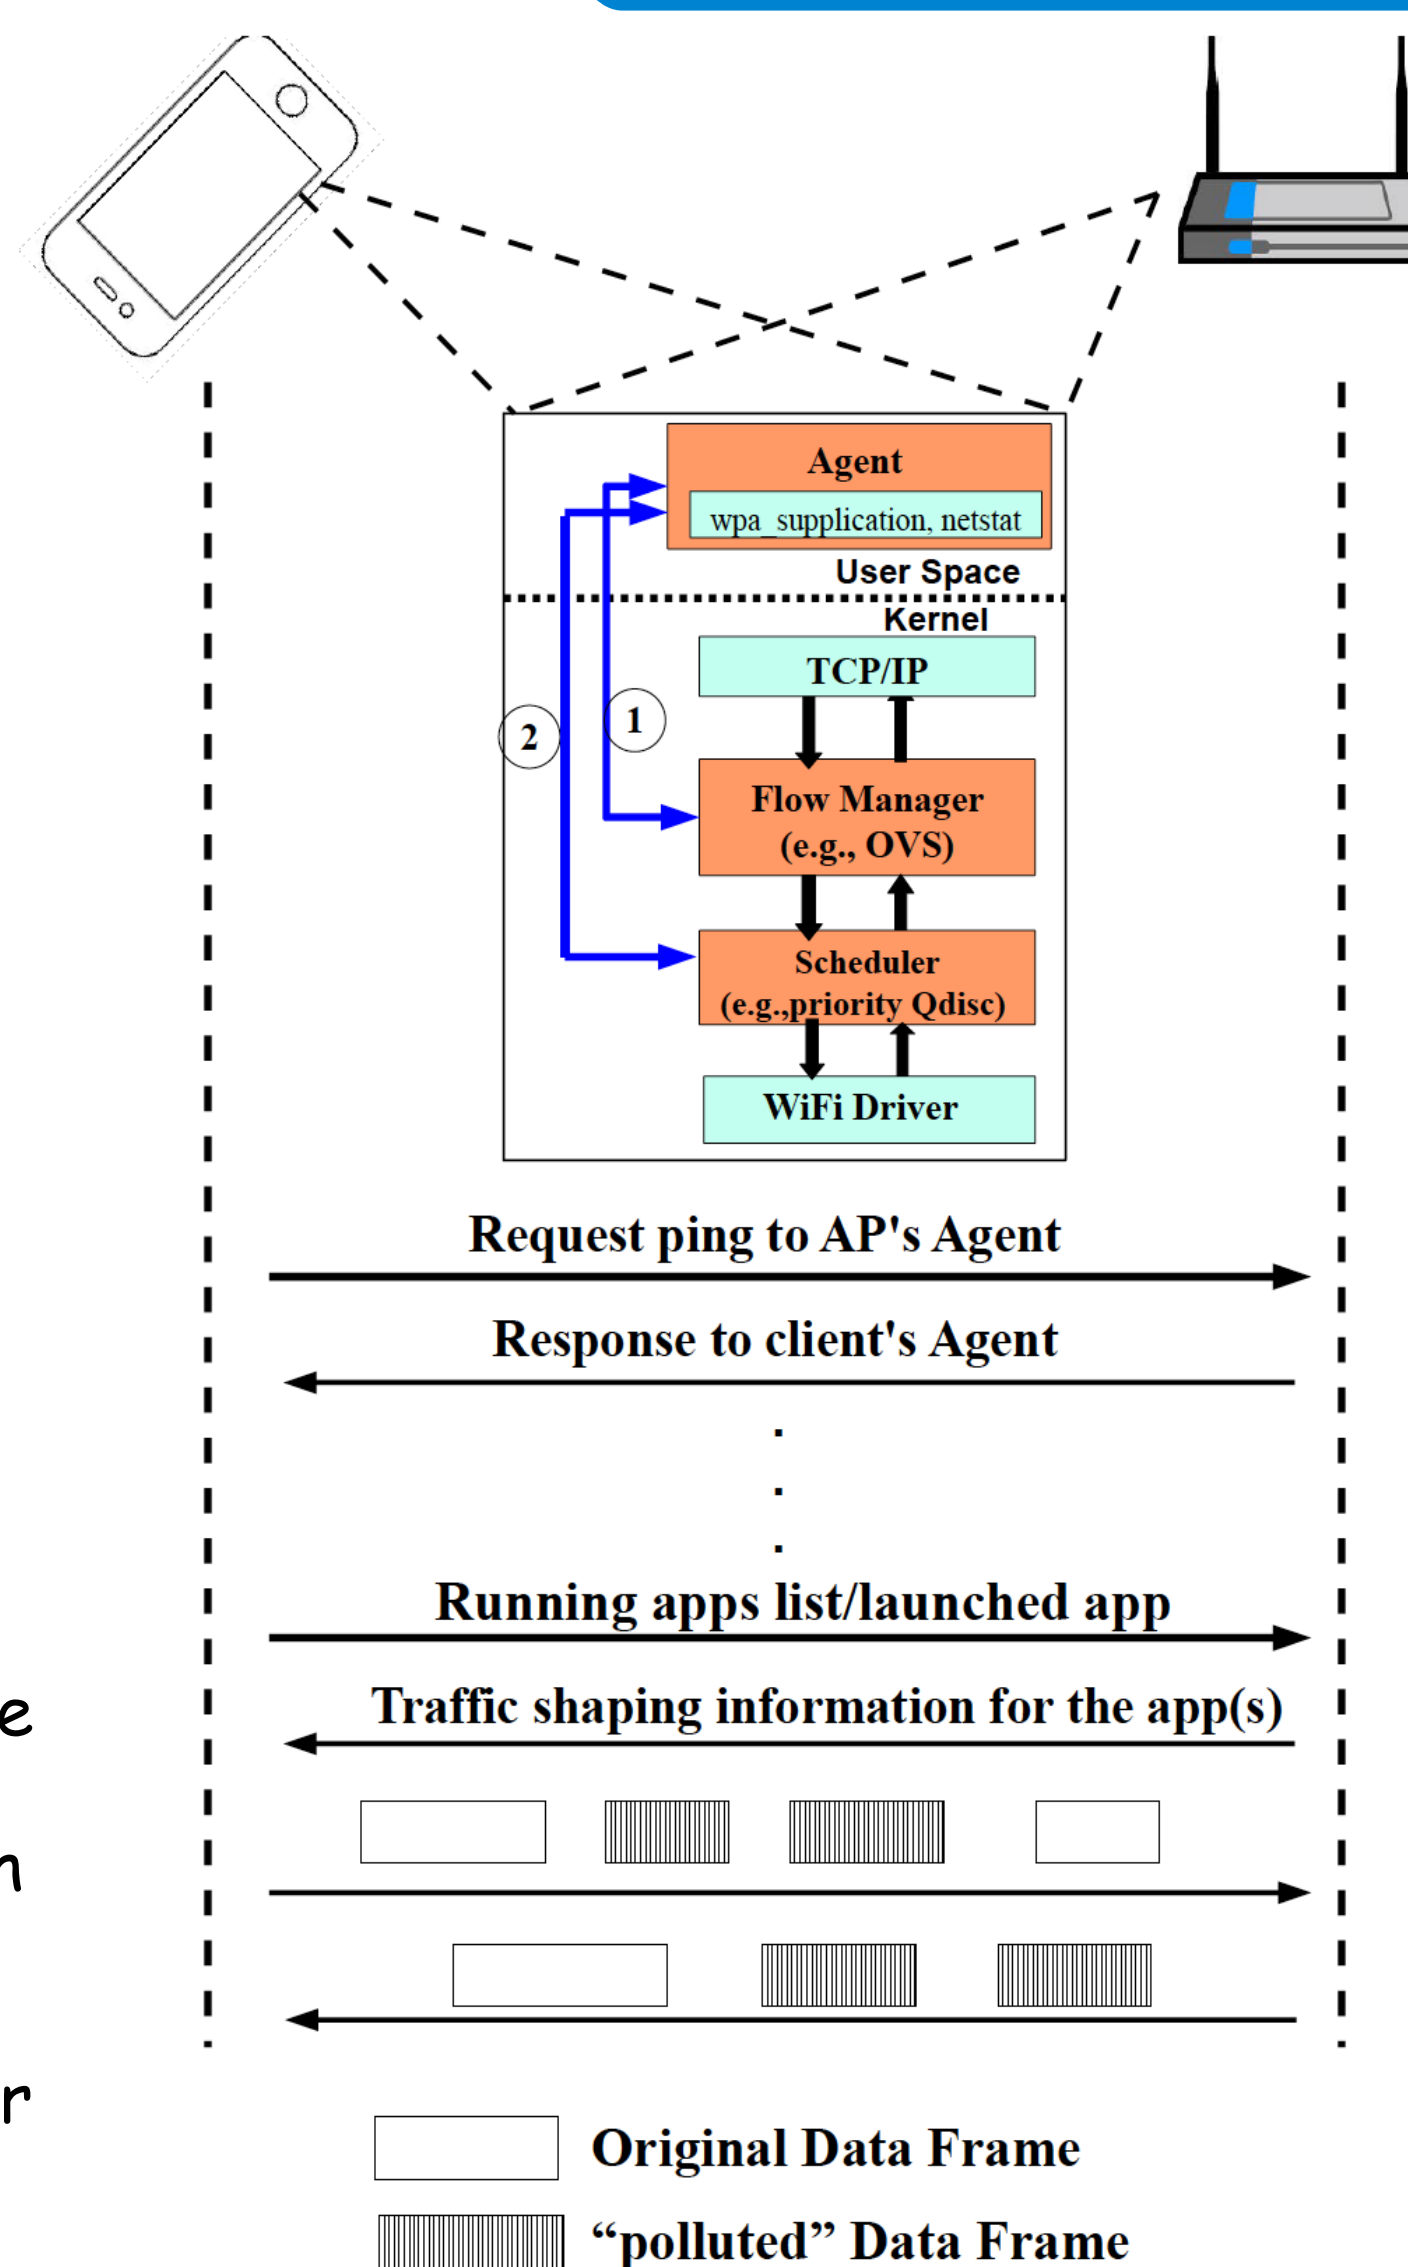 Agent
wpa_supplication, netstat
User Space
Kernel
TCP/IP
1
2
Flow Manager
(e.g., OVS)
Scheduler
(e.g.,priority Qdisc)
WiFi Driver
Request ping to AP's Agent
Response to client's Agent
.
.
.
Running apps list/launched app
e
Traffic shaping information for the app(s)
n
r
Original Data Frame
“polluted” Data Frame